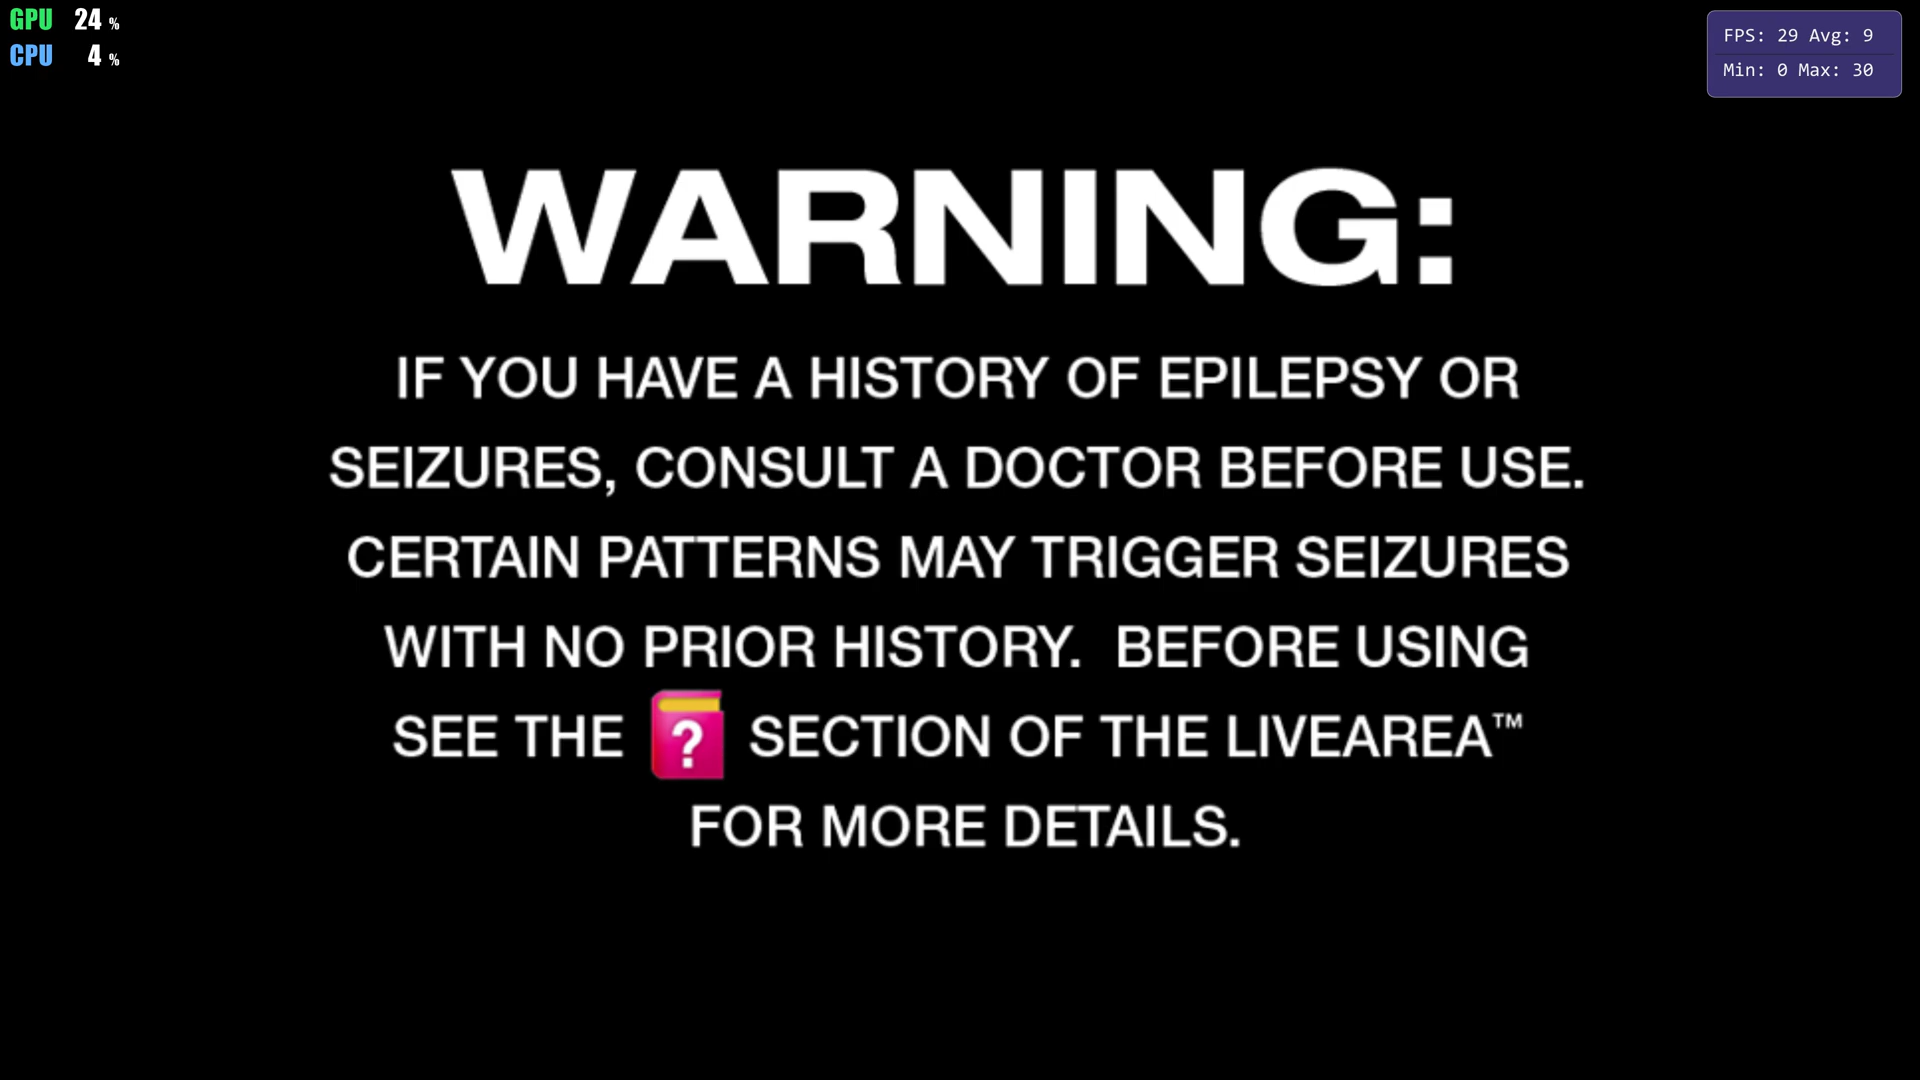 GPU 24 %
CPU 4 %
FPS: 29 Avg: 9
Min: 0 Max: 30
WARNING:
IF YOU HAVE A HISTORY OF EPILEPSY OR
SEIZURES, CONSULT A DOCTOR BEFORE USE.
CERTAIN PATTERNS MAY TRIGGER SEIZURES
WITH NO PRIOR HISTORY. BEFORE USING
SEE THE ? SECTION OF THE LIVEAREA™
FOR MORE DETAILS.